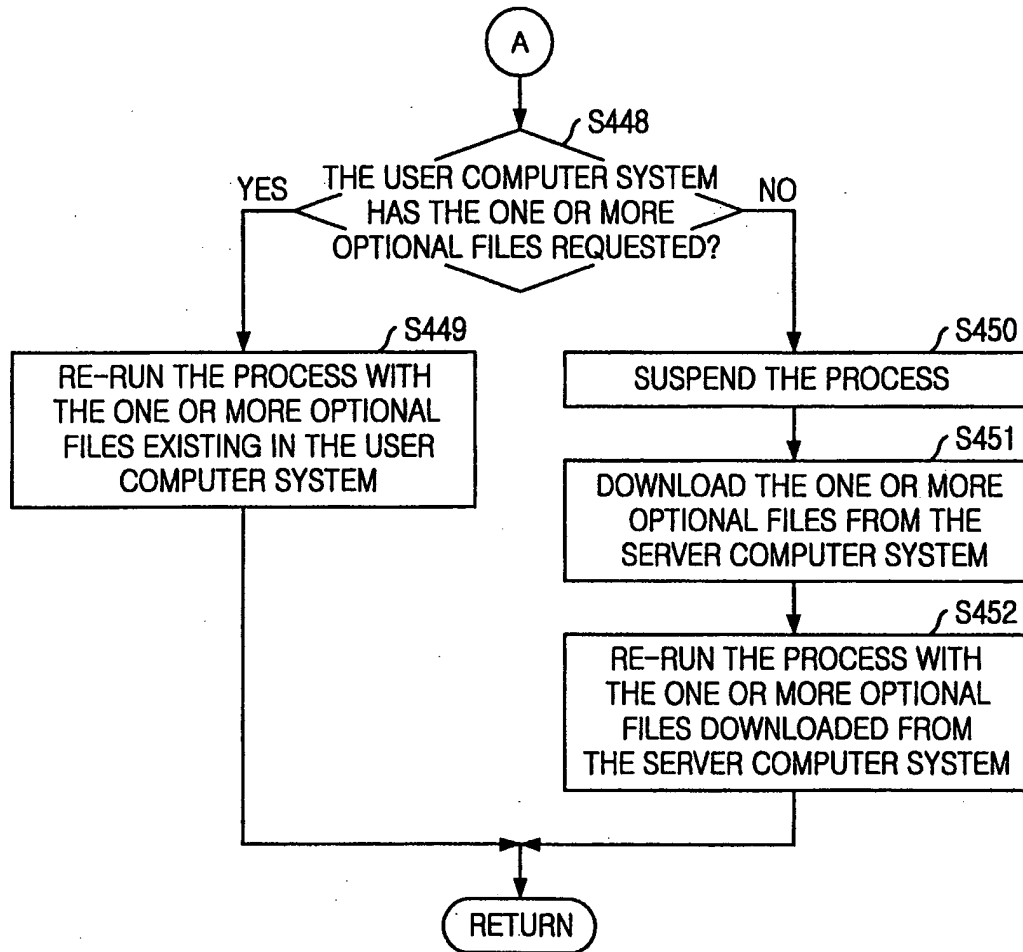 A
S448
YES
THE USER COMPUTER SYSTEM
HAS THE ONE OR MORE
OPTIONAL FILES REQUESTED?
NO
S449
RE-RUN THE PROCESS WITH
THE ONE OR MORE OPTIONAL
FILES EXISTING IN THE USER
COMPUTER SYSTEM
S450
SUSPEND THE PROCESS
S451
DOWNLOAD THE ONE OR MORE
OPTIONAL FILES FROM THE
SERVER COMPUTER SYSTEM
S452
RE-RUN THE PROCESS WITH
THE ONE OR MORE OPTIONAL
FILES DOWNLOADED FROM
THE SERVER COMPUTER SYSTEM
RETURN